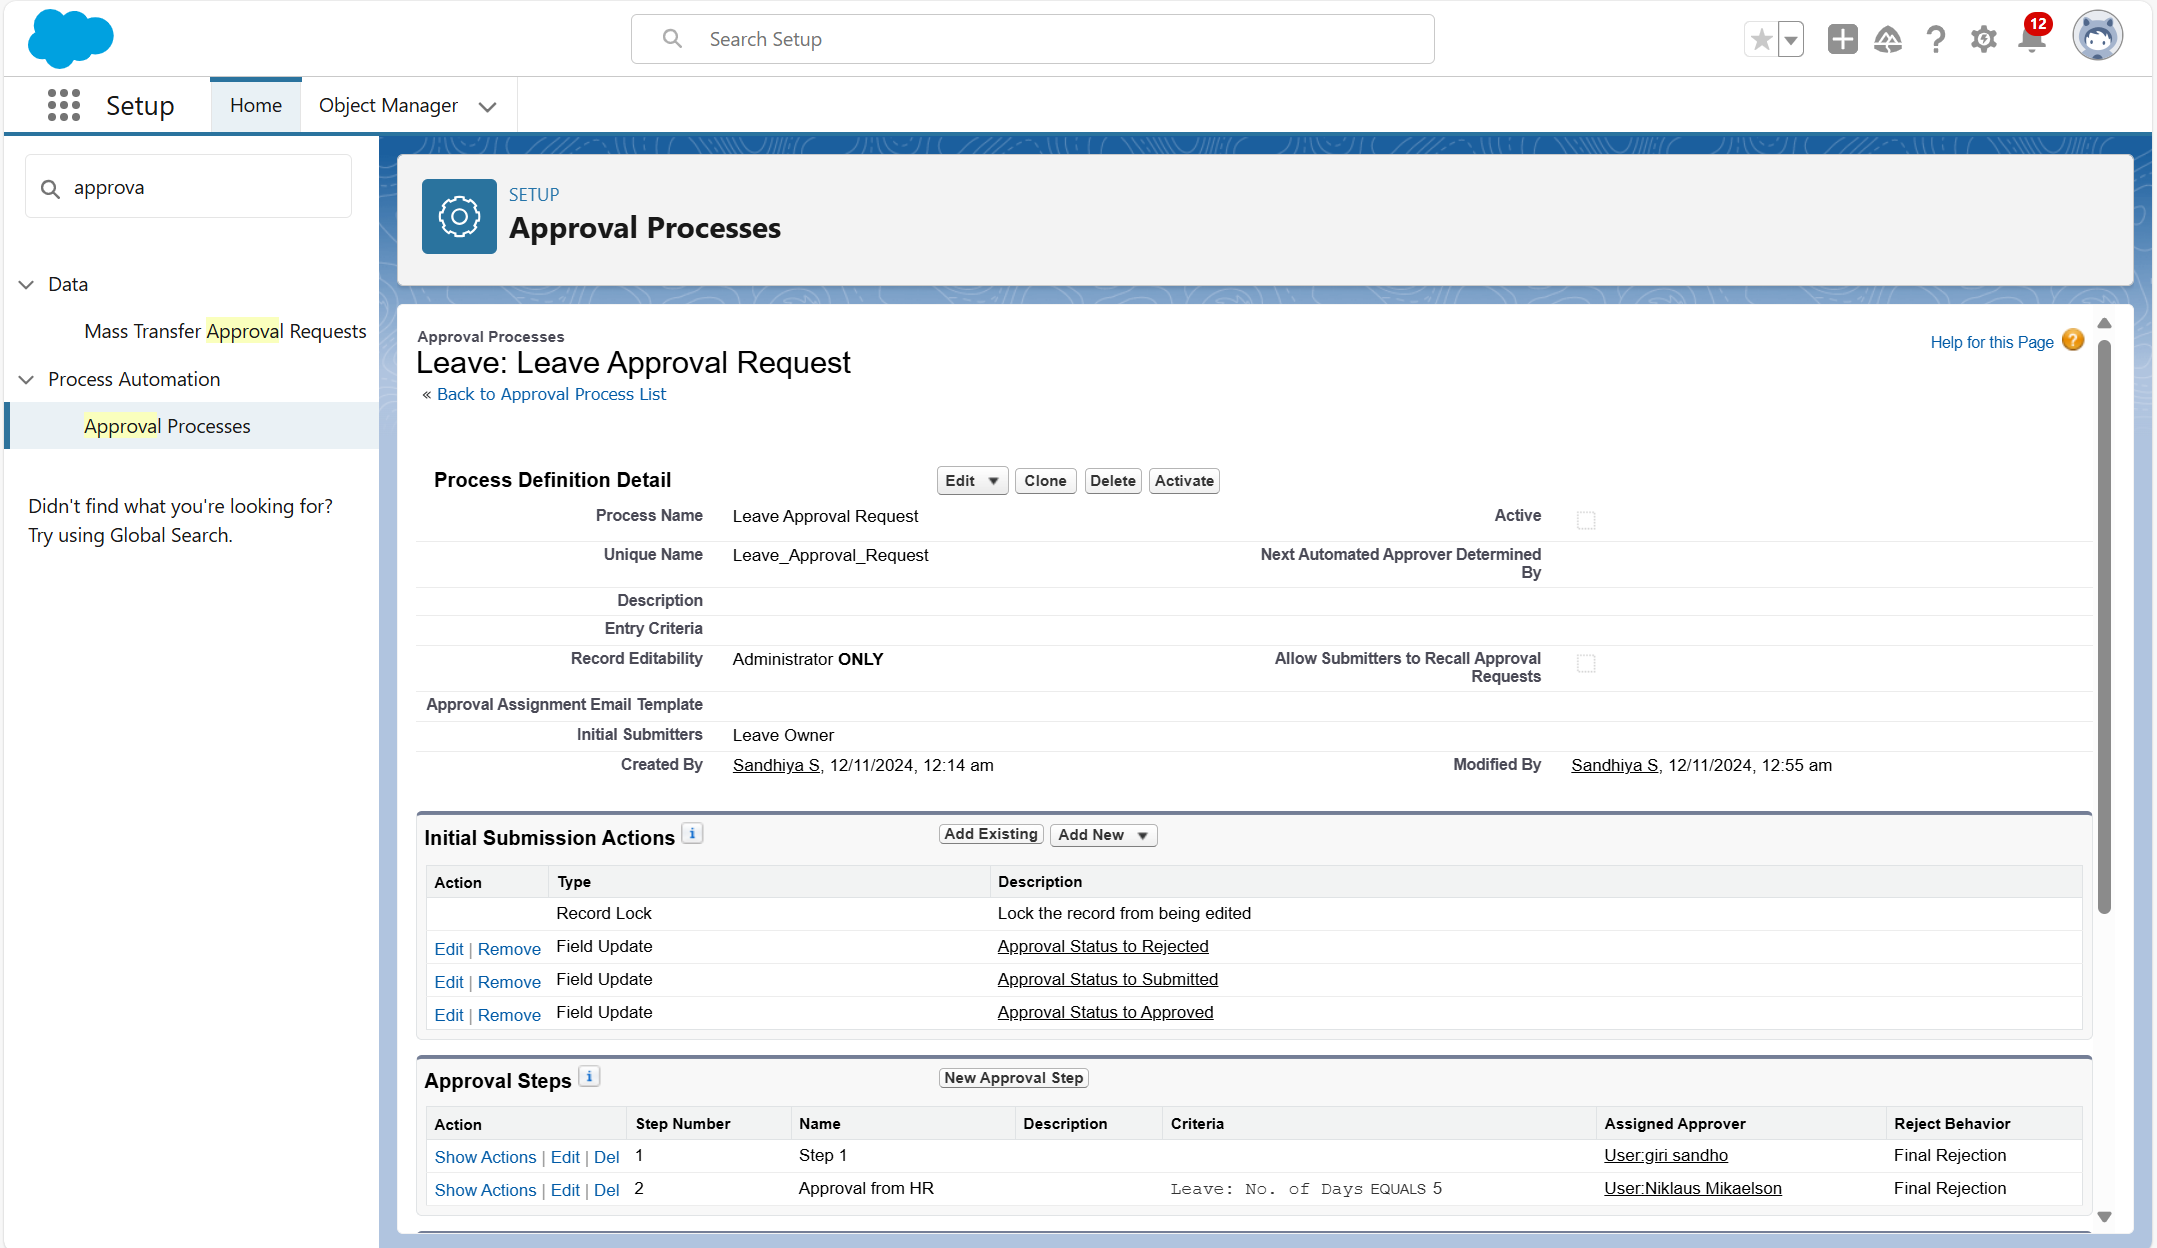 Search Setup
12
Setup
Home
Object Manager
approva
Data
Mass Transfer Approval Requests
Process Automation
Approval Processes
Didn't find what you're looking for?
Try using Global Search.
SETUP
Approval Processes
Approval Processes
Leave: Leave Approval Request
« Back to Approval Process List
Help for this Page ?
Process Definition Detail
Edit Clone Delete Activate
Process Name Leave Approval Request Active
Unique Name Leave_Approval_Request Next Automated Approver Determined
By
Description
Entry Criteria
Record Editability Administrator ONLY Allow Submitters to Recall Approval
Requests
Approval Assignment Email Template
Initial Submitters Leave Owner
Created By Sandhiya S, 12/11/2024, 12:14 am Modified By Sandhiya S, 12/11/2024, 12:55 am
Initial Submission Actions i Add Existing Add New
Action Type Description
Record Lock Lock the record from being edited
Edit | Remove Field Update Approval Status to Rejected
Edit | Remove Field Update Approval Status to Submitted
Edit | Remove Field Update Approval Status to Approved
Approval Steps i New Approval Step
Action Step Number Name Description Criteria Assigned Approver Reject Behavior
Show Actions | Edit | Del 1 Step 1 User:giri sandho Final Rejection
Show Actions | Edit | Del 2 Approval from HR Leave: No. of Days EQUALS 5 User:Niklaus Mikaelson Final Rejection